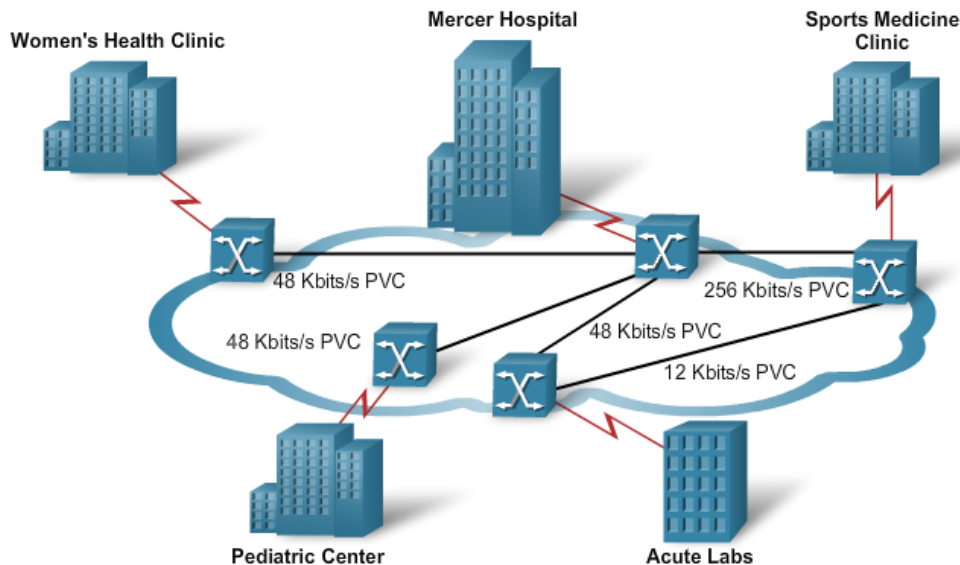 Mercer Hospital
Sports Medicine
Clinic
Women's Health Clinic
48 Kbits/s PVC
256 Kbits/s PVC
48 Kbits/s PVC
48 Kbits/s PVC
12 Kbits/s PVC
Pediatric Center
Acute Labs